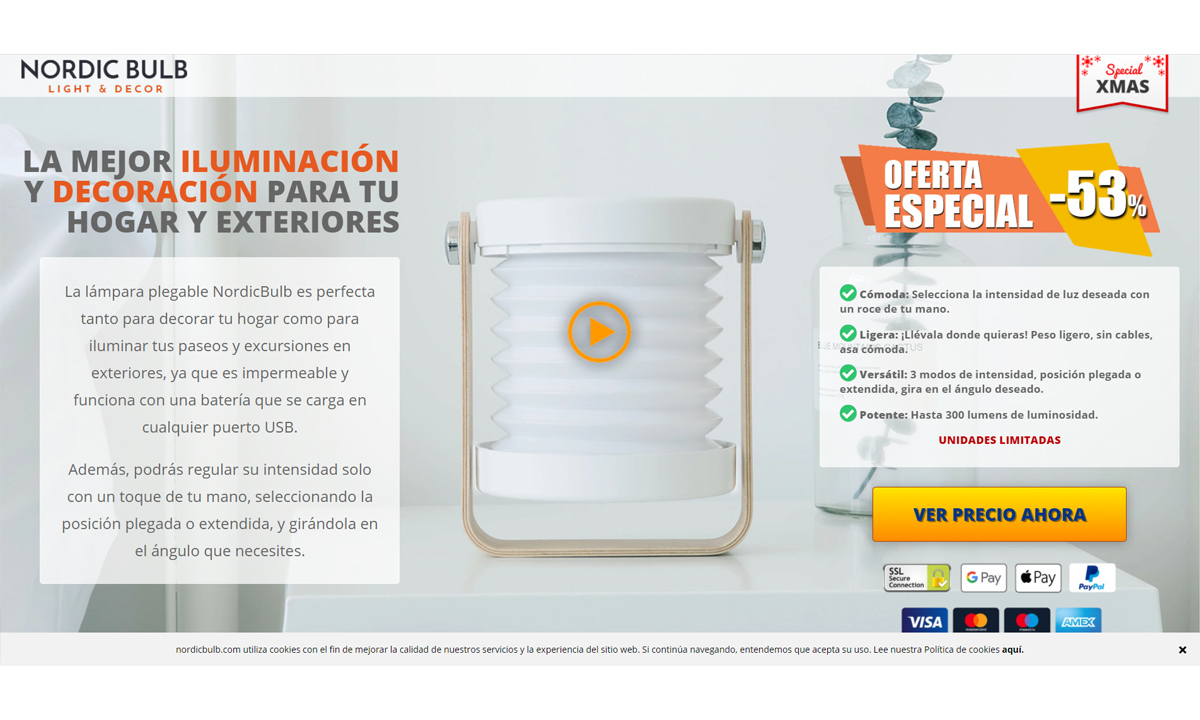 NORDIC BULB
LIGHT & DECOR
Special
XMAS
LA MEJOR ILUMINACIÓN
Y DECORACIÓN PARA TU
HOGAR Y EXTERIORES
La lámpara plegable NordicBulb es perfecta
tanto para decorar tu hogar como para
iluminar tus paseos y excursiones en
exteriores, ya que es impermeable y
funciona con una batería que se carga en
cualquier puerto USB.
Además, podrás regular su intensidad solo
con un toque de tu mano, seleccionando la
posición plegada o extendida, y girándola en
el ángulo que necesites.
OFERTA
ESPECIAL
-53%
Cómoda: Selecciona la intensidad de luz deseada con
un roce de tu mano.
Ligera: ¡Llévala donde quieras! Peso ligero, sin cables,
asa cómoda.
Versátil: 3 modos de intensidad, posición plegada o
extendida, gira en el ángulo deseado.
Potente: Hasta 300 lumens de luminosidad.
UNIDADES LIMITADAS
VER PRECIO AHORA
SSL
Secure
Connection
G Pay
Pay
PayPal
VISA
AMEX
nordicbulb.com utiliza cookies con el fin de mejorar la calidad de nuestros servicios y la experiencia del sitio web. Si continúa navegando, entendemos que acepta su uso. Lee nuestra Política de cookies aquí.